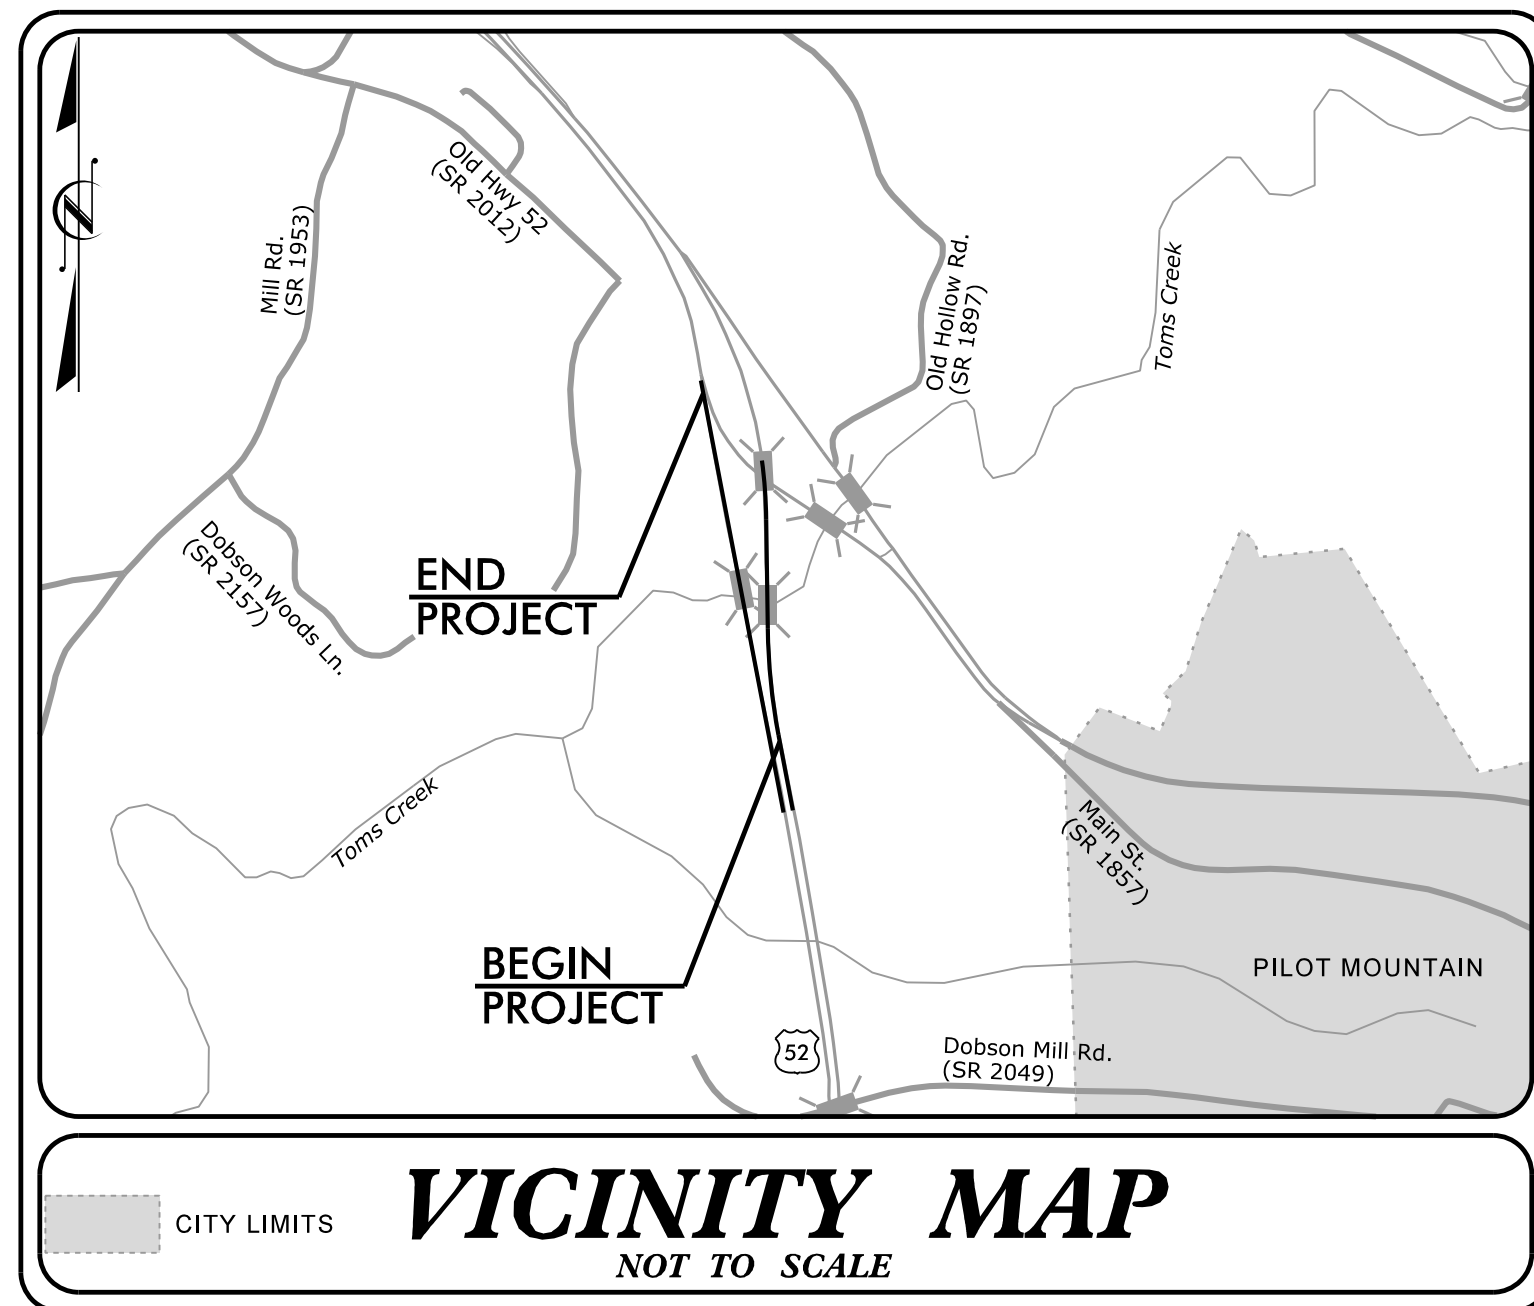 Old Hwy 52
(SR 2012)
Mill Rd.
(SR 1953)
Old Hollow Rd.
(SR 1897)
Toms Creek
N
END
PROJECT
Dobson Woods Ln.
(SR 2157)
Toms Creek
Main St.
(SR 1857)
BEGIN
PROJECT
PILOT MOUNTAIN
52
Dobson Mill Rd.
(SR 2049)
CITY LIMITS
VICINITY MAP
NOT TO SCALE